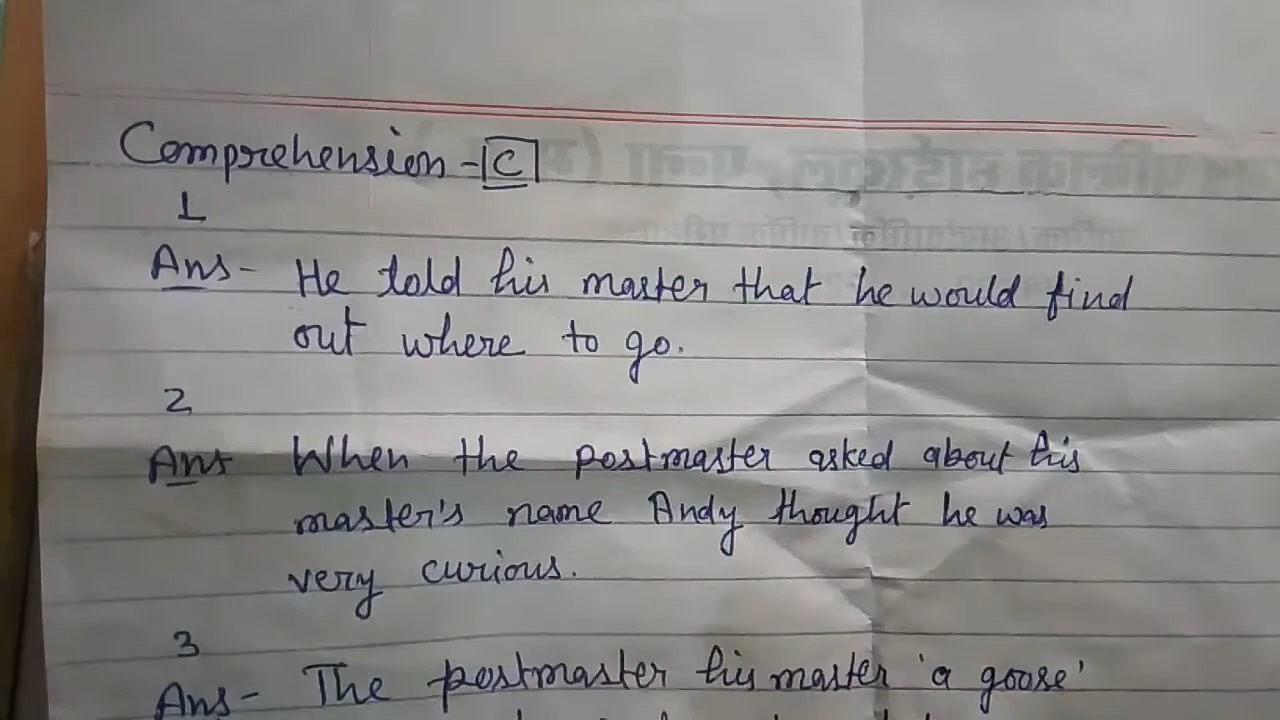 Comprehension - C
1
Ans - He told his master that he would find
out where to go.
2
Ans When the postmaster asked about his
master's name Andy thought he was
very curious.
3
Ans - The postmaster his master 'a goose'